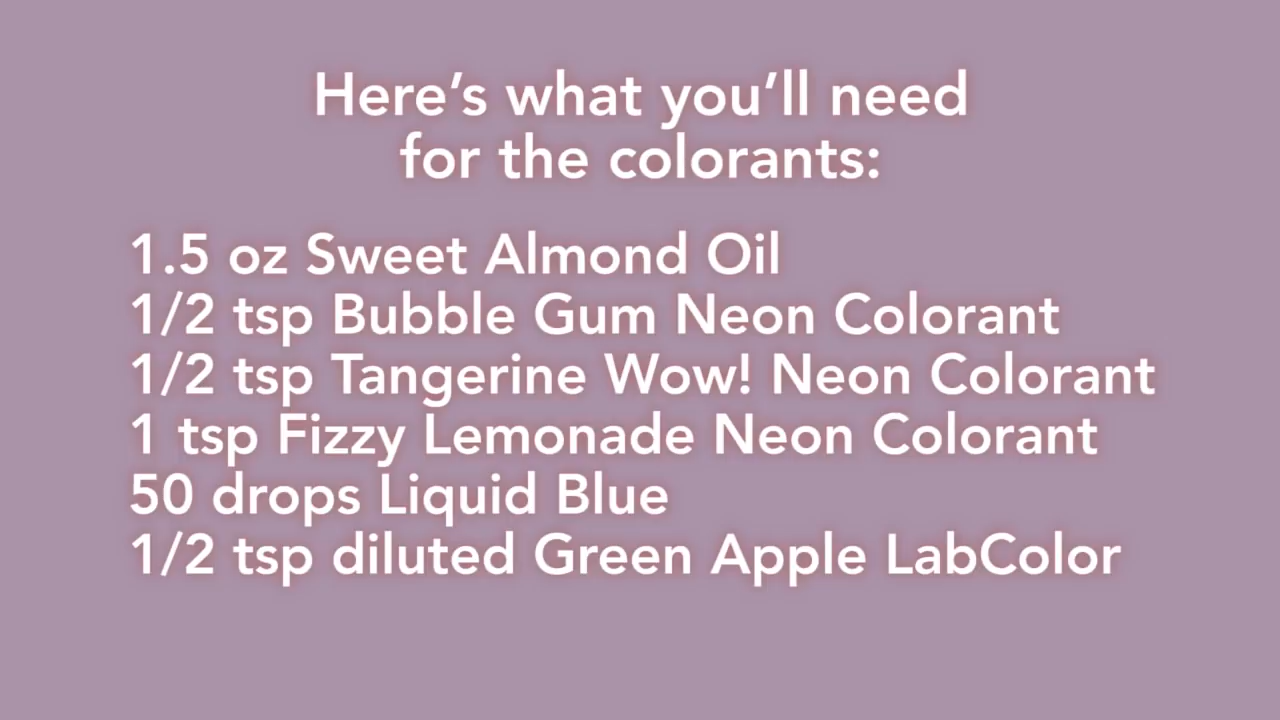 Here’s what you’ll need
for the colorants:
1.5 oz Sweet Almond Oil
1/2 tsp Bubble Gum Neon Colorant
1/2 tsp Tangerine Wow! Neon Colorant
1 tsp Fizzy Lemonade Neon Colorant
50 drops Liquid Blue
1/2 tsp diluted Green Apple LabColor